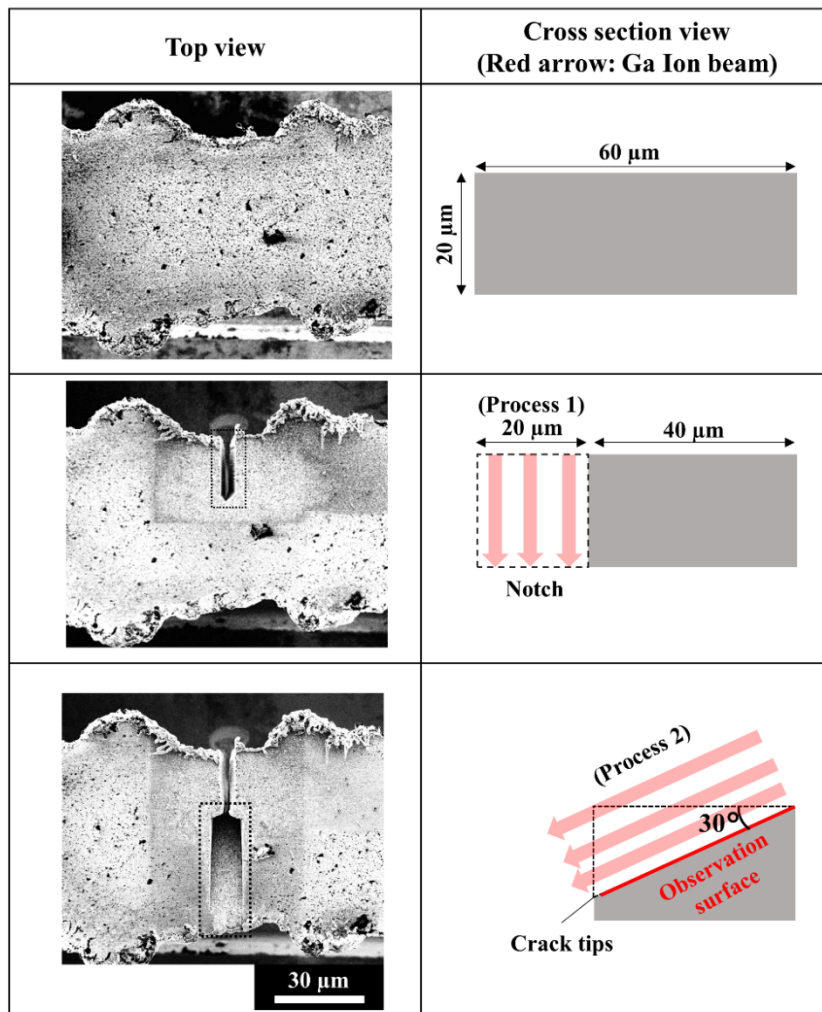 Top view
Cross section view
(Red arrow: Ga Ion beam)
60 µm
20 µm
(Process 1)
20 µm
40 µm
Notch
(Process 2)
30°
Observation
surface
Crack tips
30 µm